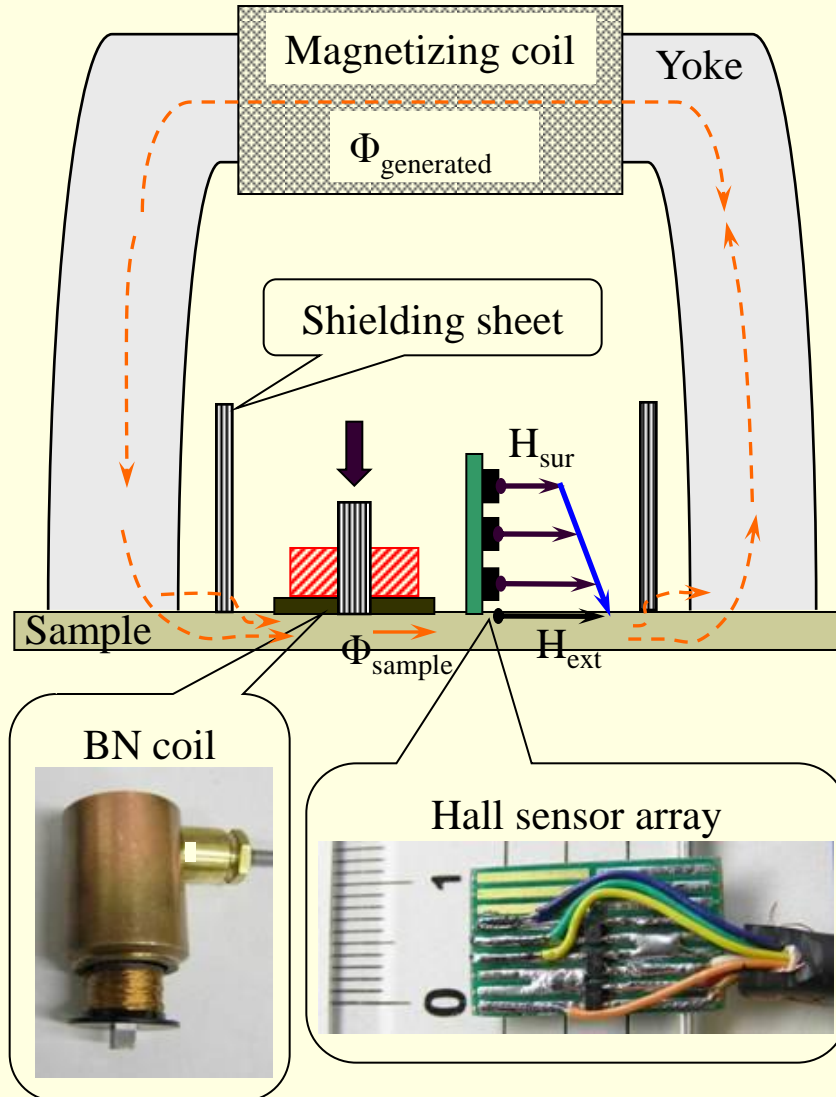 Magnetizing coil
Yoke
Φgenerated
Shielding sheet
Hsur
Sample
Φsample
Hext
BN coil
Hall sensor array
1
0